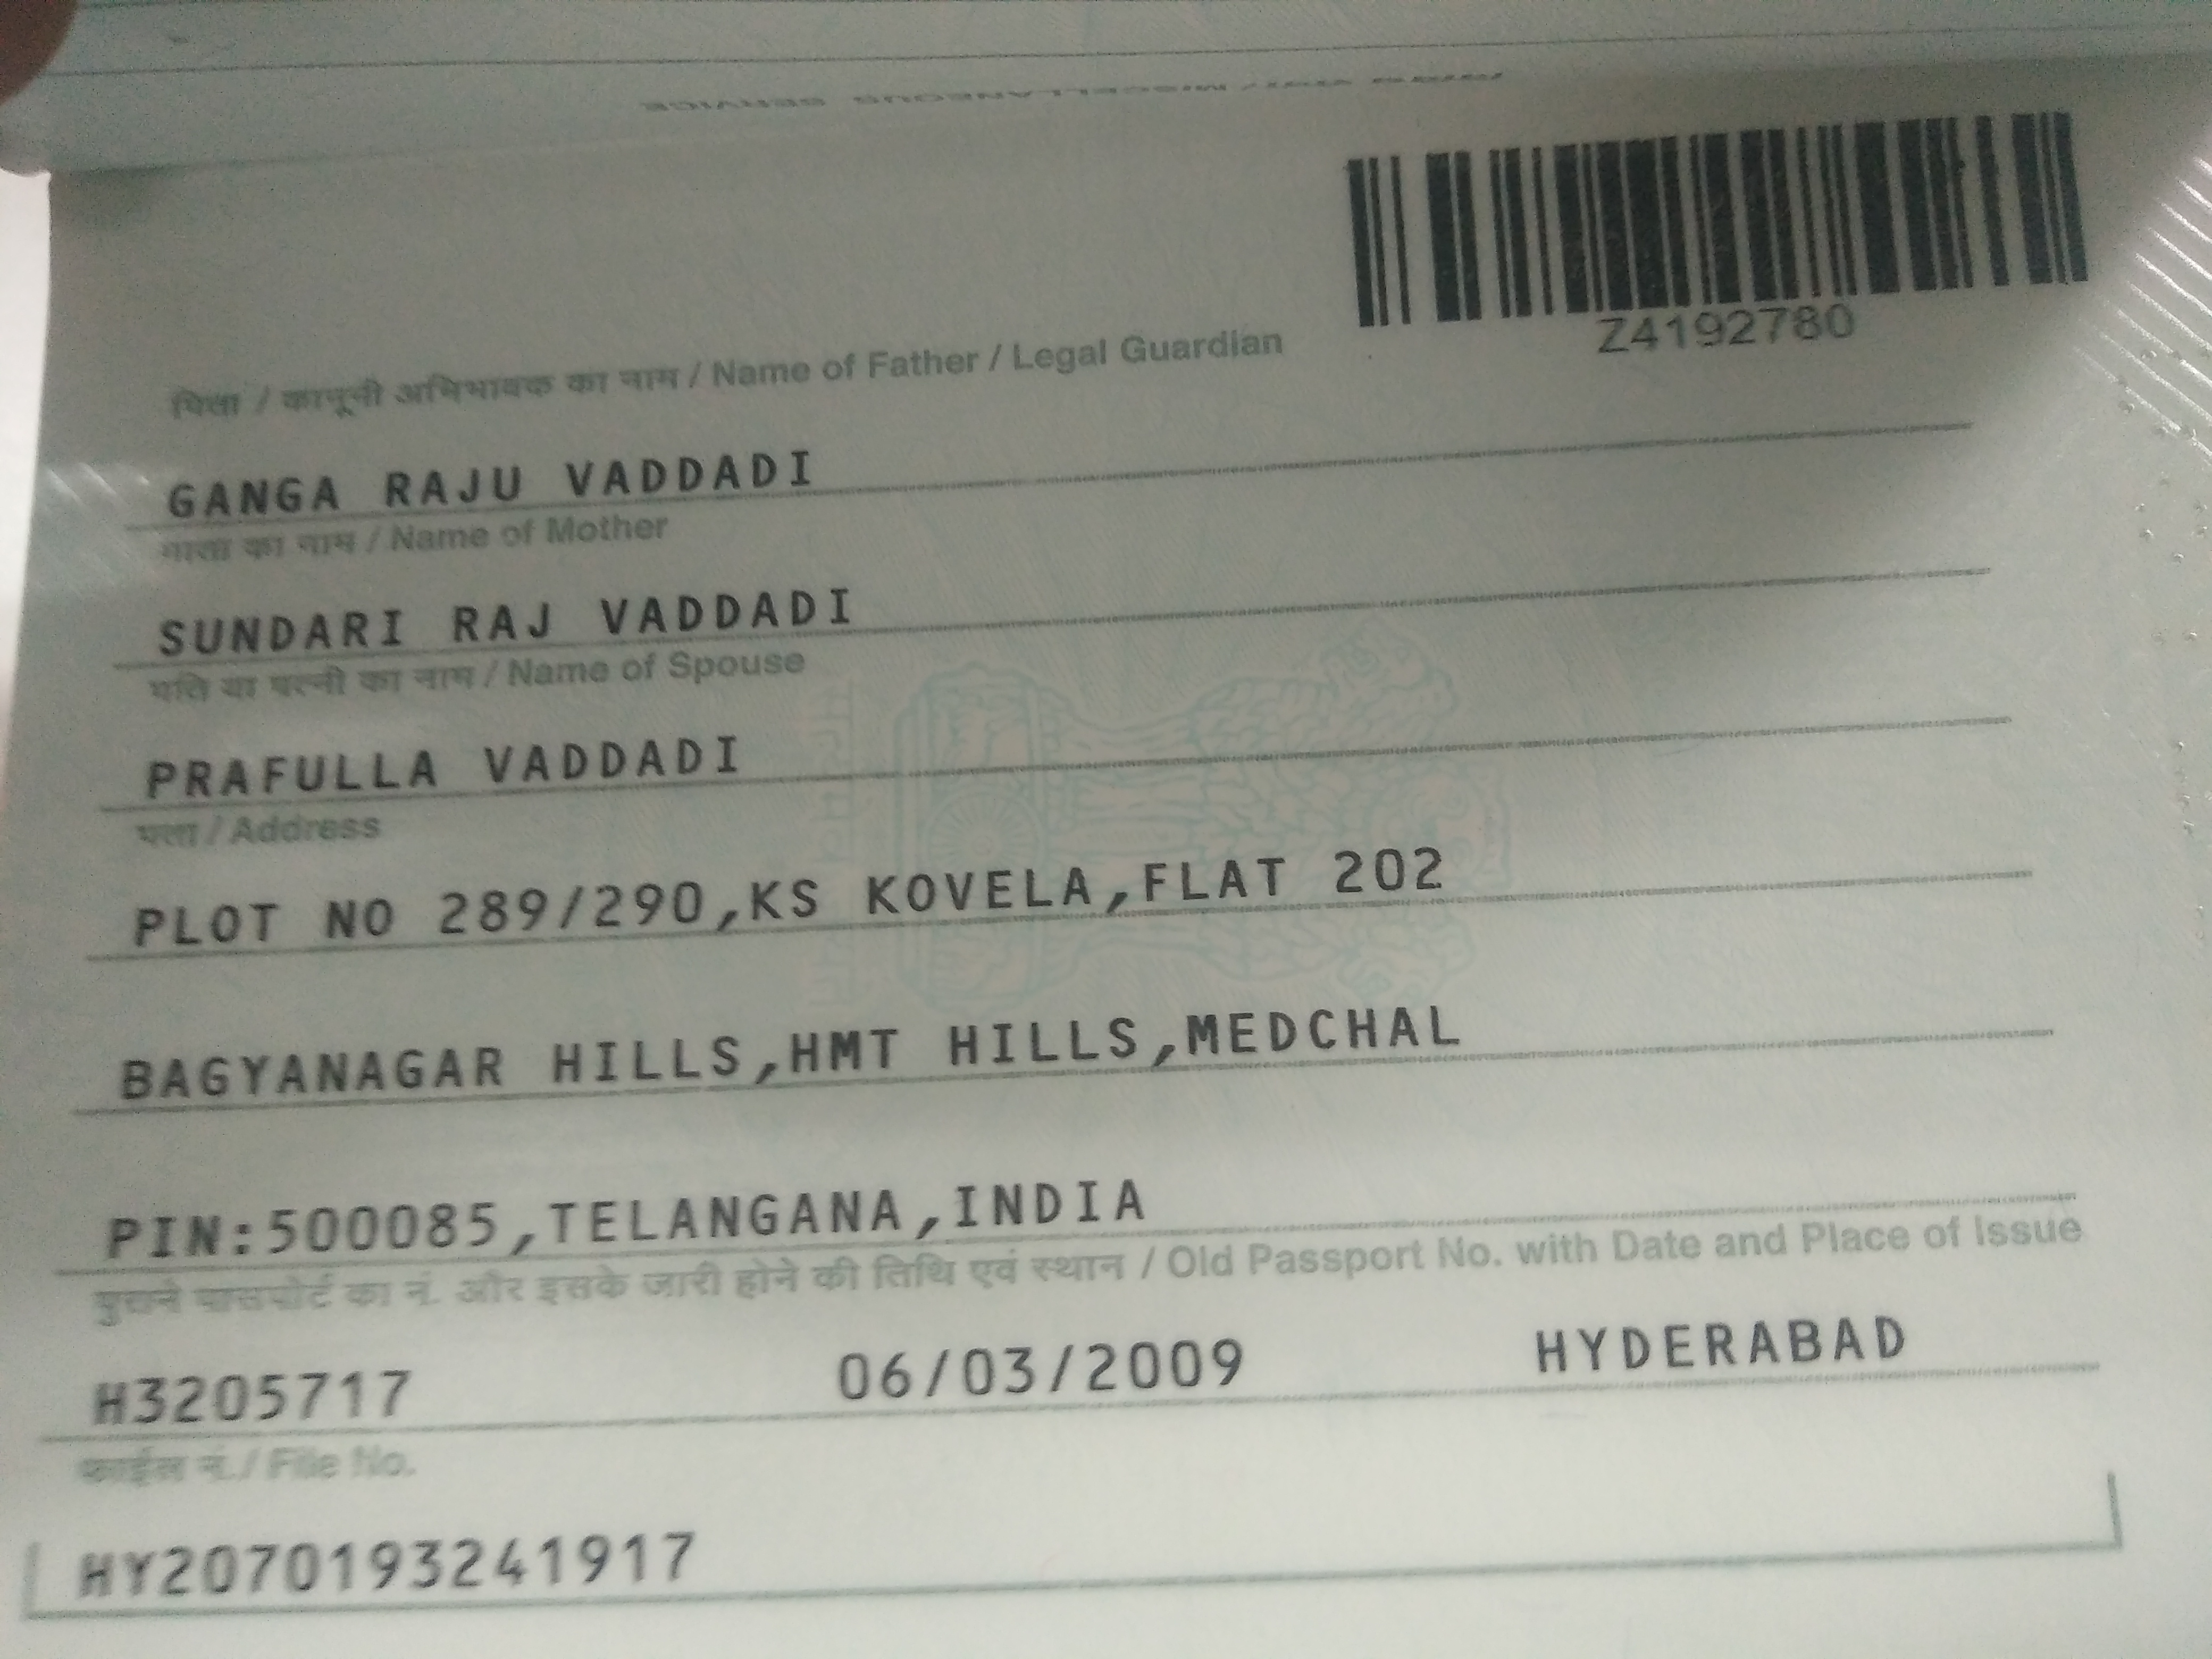 Z4192780
पिता / कानूनी अभिभावक का नाम / Name of Father / Legal Guardian
GANGA RAJU VADDADI
माता का नाम / Name of Mother
SUNDARI RAJ VADDADI
पति या पत्नी का नाम / Name of Spouse
PRAFULLA VADDADI
पता / Address
PLOT NO 289/290,KS KOVELA,FLAT 202
BAGYANAGAR HILLS,HMT HILLS,MEDCHAL
PIN:500085,TELANGANA,INDIA
पुराने पासपोर्ट का नं. और इसके जारी होने की तिथि एवं स्थान / Old Passport No. with Date and Place of Issue
H3205717 06/03/2009 HYDERABAD
फाईल नं./ File No.
HY2070193241917